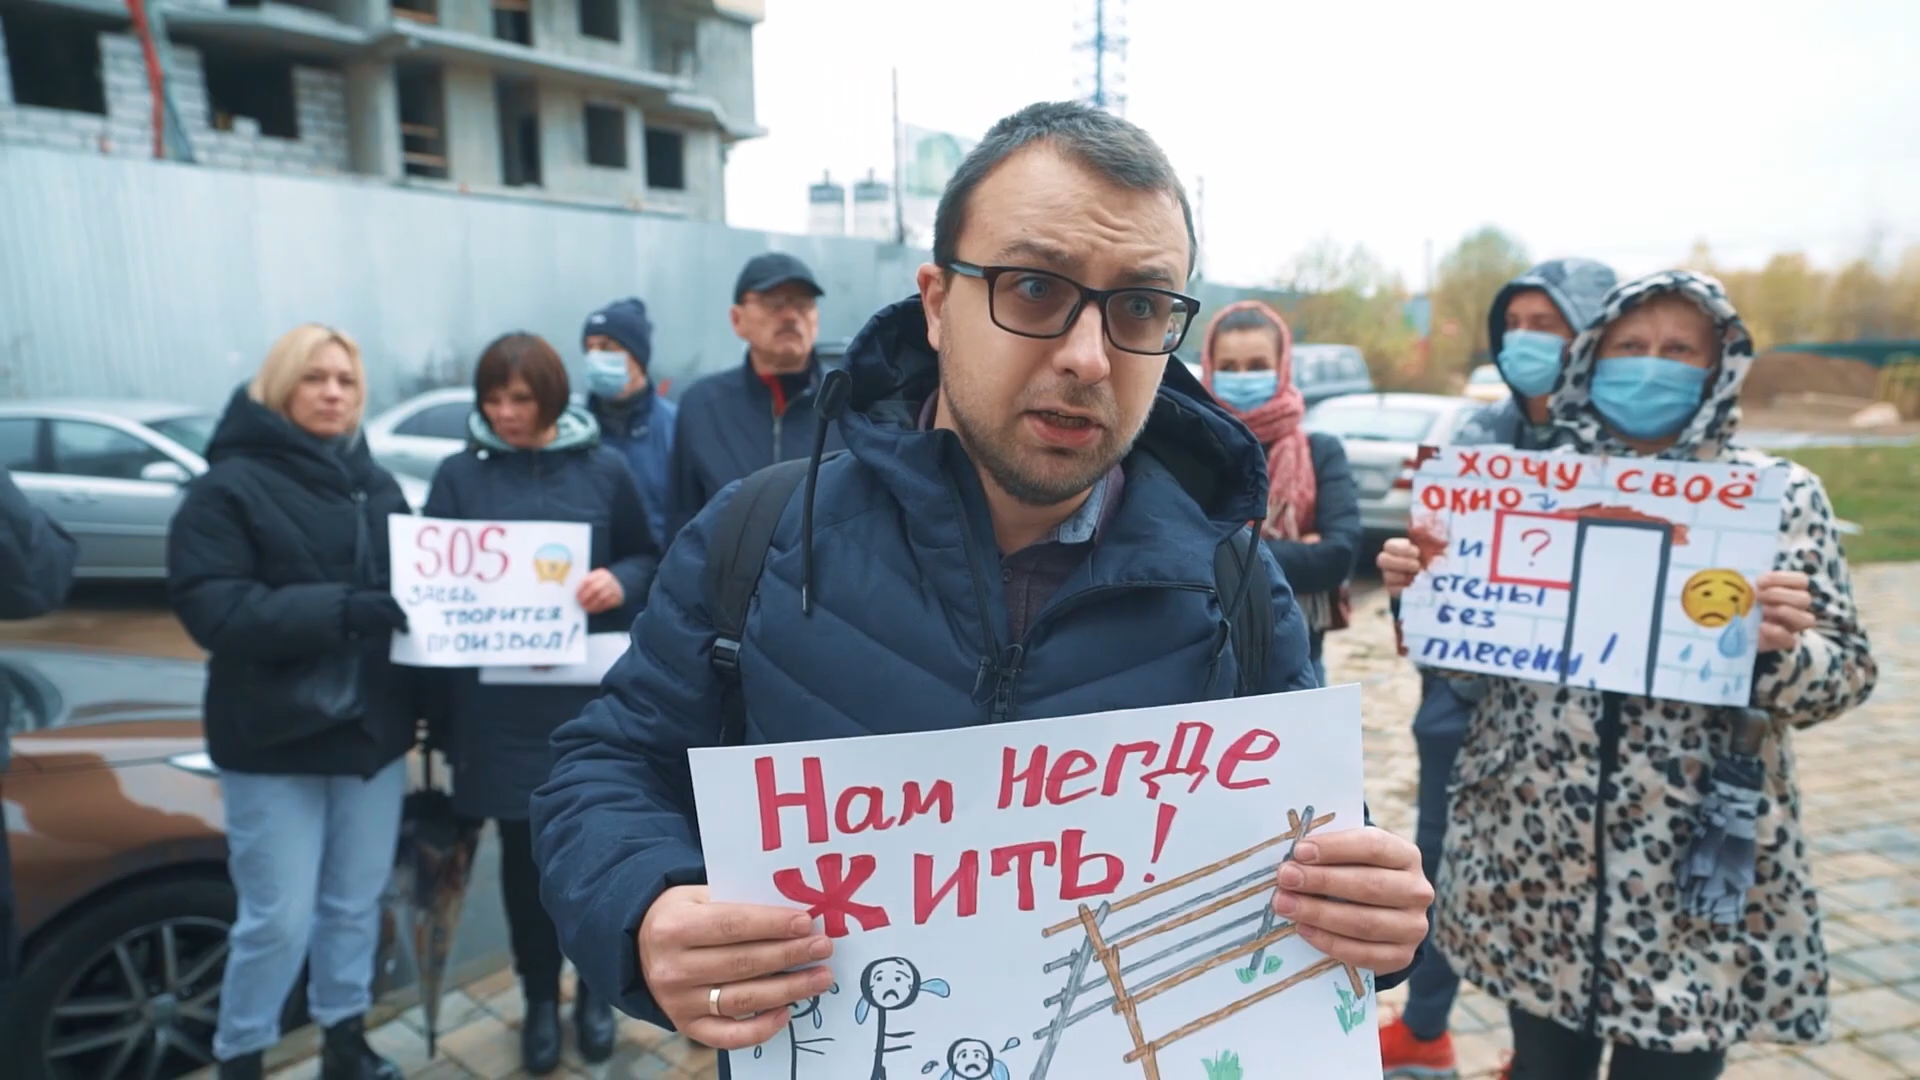 SOS
ЗДЕСЬ
ТВОРИТСЯ
ПРОИЗВОЛ!
Нам негде
жить!
ХОЧУ СВОЁ
ОКНО
?
И
СТЕНЫ
БЕЗ
ПЛЕСЕНИ!